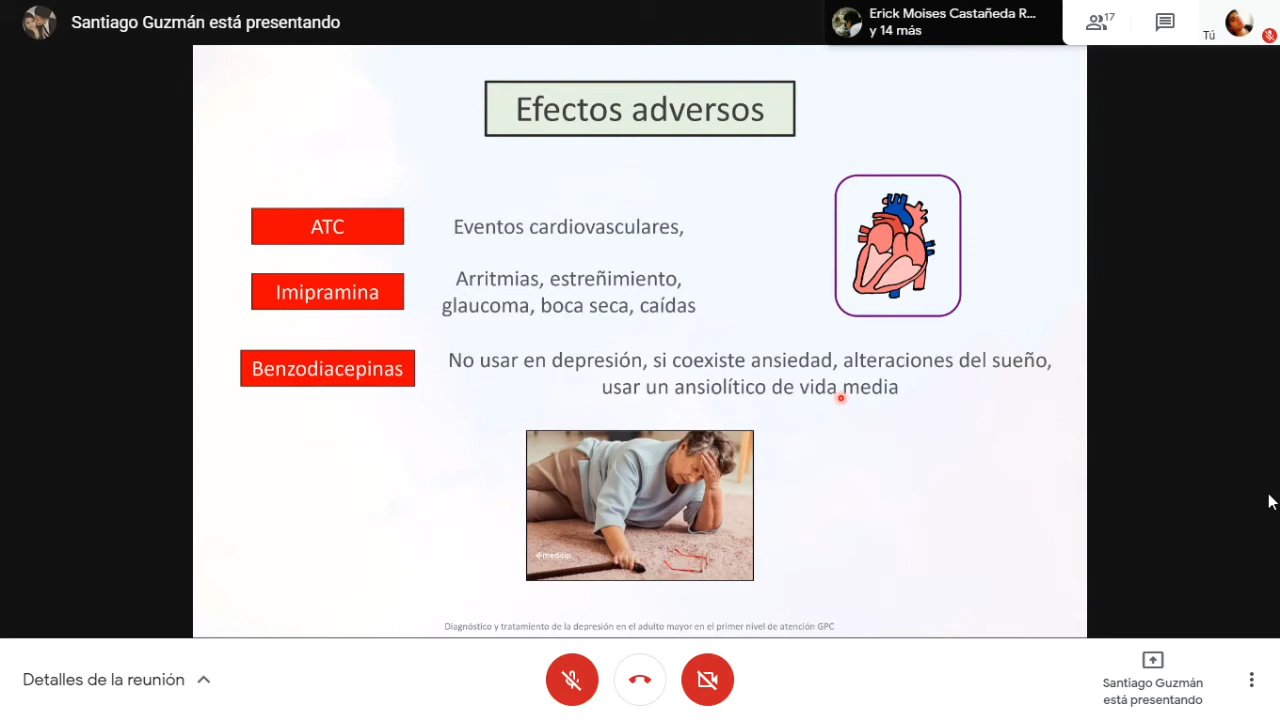 Santiago Guzmán está presentando
Erick Moises Castañeda R...
y 14 más
17
Tú
Efectos adversos
ATC
Eventos cardiovasculares,
Imipramina
Arritmias, estreñimiento,
glaucoma, boca seca, caídas
Benzodiacepinas
No usar en depresión, si coexiste ansiedad, alteraciones del sueño,
usar un ansiolítico de vida media
medilip
Diagnóstico y tratamiento de la depresión en el adulto mayor en el primer nivel de atención GPC
Detalles de la reunión
Santiago Guzmán
está presentando